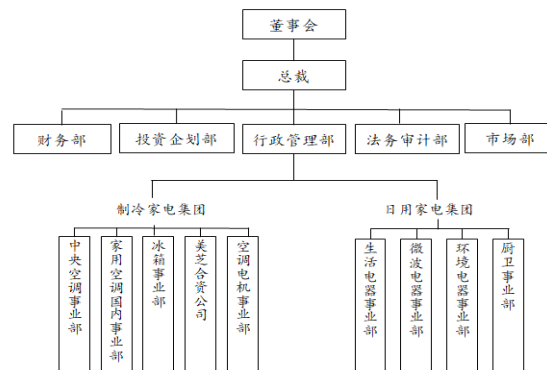 董事会
总裁
财务部
投资企划部
行政管理部
法务审计部
市场部
制冷家电集团
日用家电集团
中央空调事业部
家用空调国内事业部
冰箱事业部
美芝合资公司
空调电机事业部
生活电器事业部
微波电器事业部
环境电器事业部
厨卫事业部